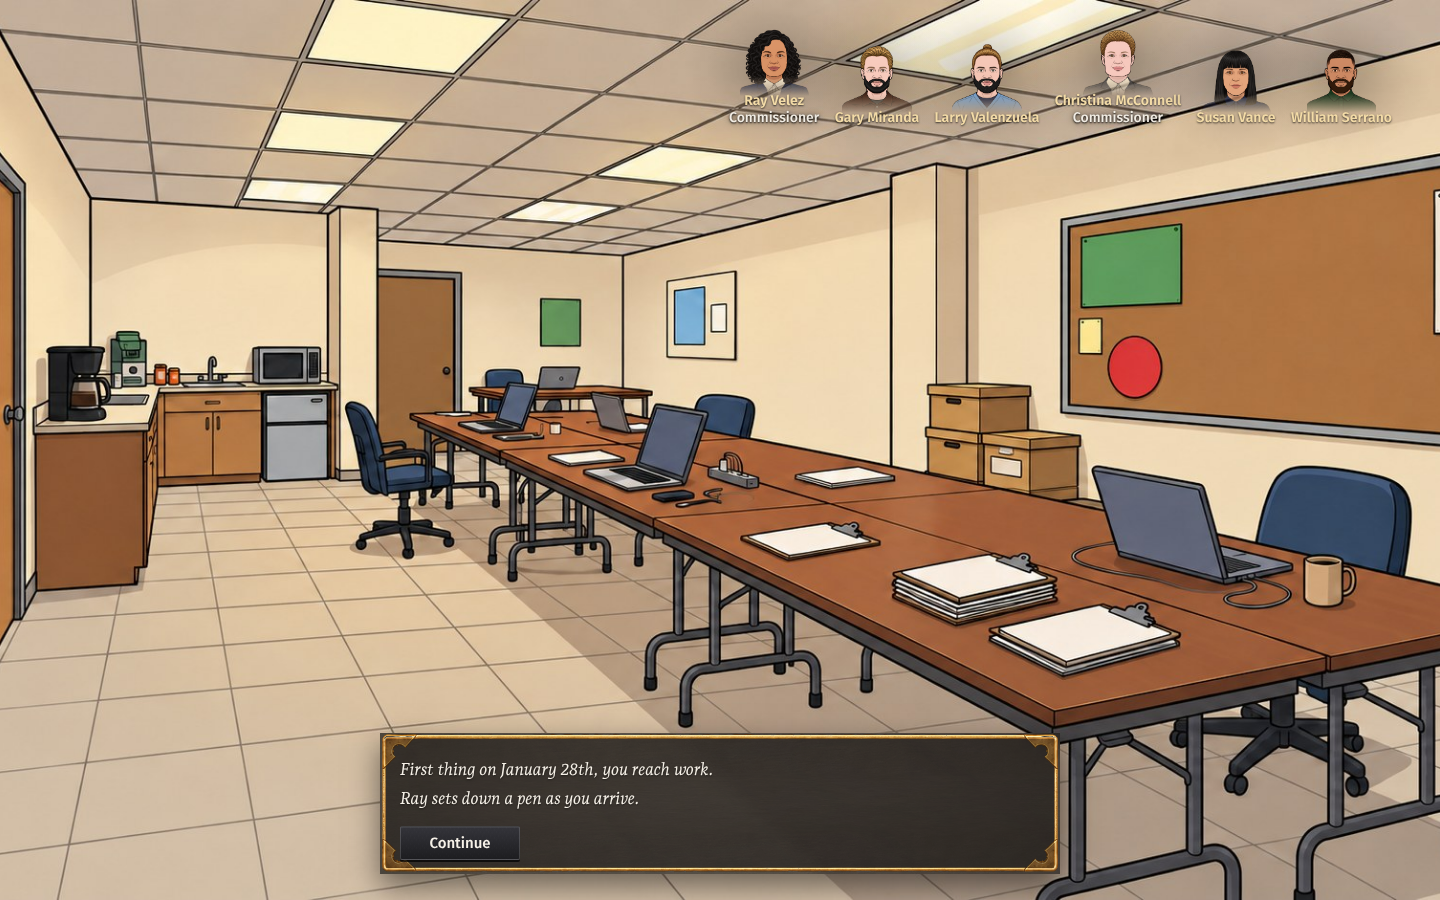 Ray Velez
Commissioner
Gary Miranda
Larry Valenzuela
Christina McConnell
Commissioner
Susan Vance
William Serrano
First thing on January 28th, you reach work.
Ray sets down a pen as you arrive.
Continue